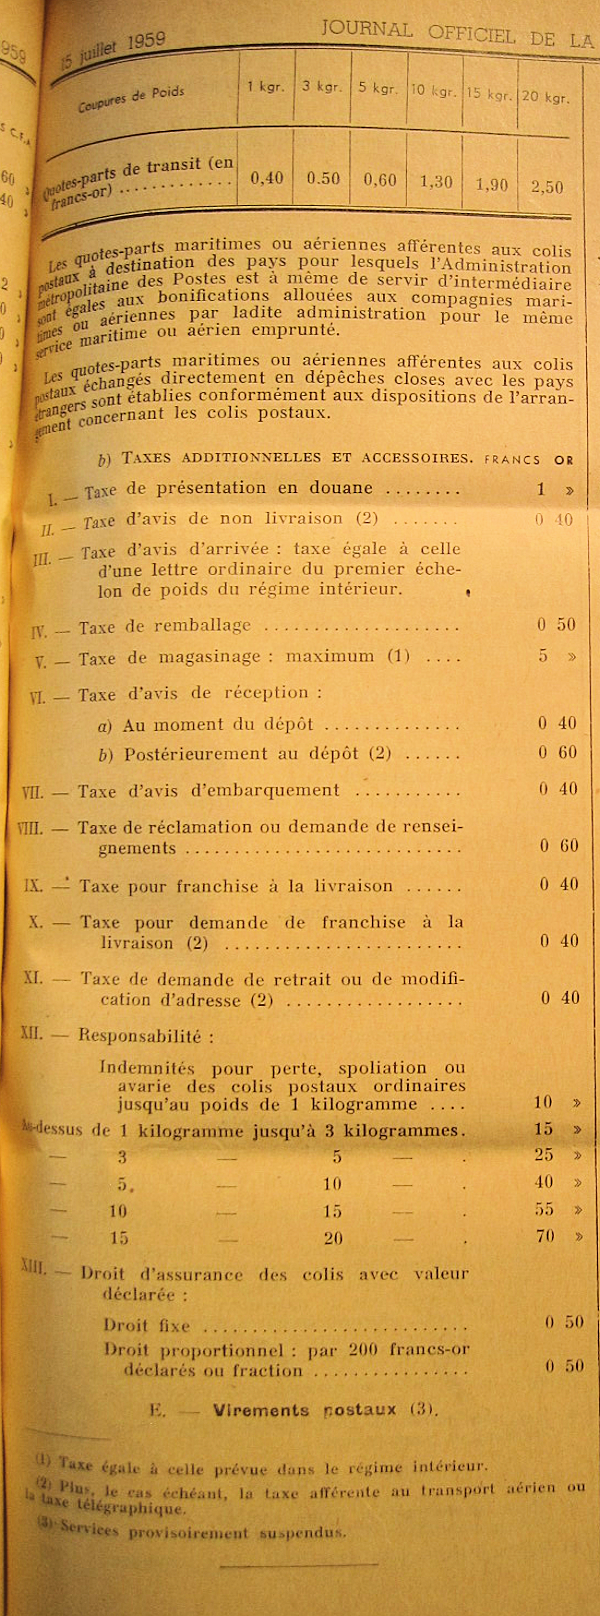 1959
15 juillet 1959
JOURNAL OFFICIEL DE LA
S C.F.A
60
40
Coupures de Poids 1 kgr. 3 kgr. 5 kgr. 10 kgr. 15 kgr. 20 kgr.
Quotes-parts de transit (en
francs-or) ............. 0,40 0.50 0,60 1,30 1,90 2,50
Les quotes-parts maritimes ou aériennes afférentes aux colis
postaux à destination des pays pour lesquels l'Administration
métropolitaine des Postes est à même de servir d'intermédiaire
sont égales aux bonifications allouées aux compagnies mari-
times ou aériennes par ladite administration pour le même
service maritime ou aérien emprunté.
Les quotes-parts maritimes ou aériennes afférentes aux colis
postaux échangés directement en dépêches closes avec les pays
étrangers sont établies conformément aux dispositions de l'arran-
gement concernant les colis postaux.
b) TAXES ADDITIONNELLES ET ACCESSOIRES. FRANCS OR
I. — Taxe de présentation en douane ........ 1 »
II. — Taxe d'avis de non livraison (2) ....... 0 40
III. — Taxe d'avis d'arrivée : taxe égale à celle
d'une lettre ordinaire du premier éche-
lon de poids du régime intérieur.
IV. — Taxe de remballage .................... 0 50
V. — Taxe de magasinage : maximum (1) .... 5 »
VI. — Taxe d'avis de réception :
a) Au moment du dépôt .............. 0 40
b) Postérieurement au dépôt (2) ...... 0 60
VII. — Taxe d'avis d'embarquement ........... 0 40
VIII. — Taxe de réclamation ou demande de rensei-
gnements ............................ 0 60
IX. — Taxe pour franchise à la livraison ...... 0 40
X. — Taxe pour demande de franchise à la
livraison (2) ........................ 0 40
XI. — Taxe de demande de retrait ou de modifi-
cation d'adresse (2) .................. 0 40
XII. — Responsabilité :
Indemnités pour perte, spoliation ou
avarie des colis postaux ordinaires
jusqu'au poids de 1 kilogramme .... 10 »
Au-dessus de 1 kilogramme jusqu'à 3 kilogrammes. 15 »
— 3 — 5 — . 25 »
— 5. — 10 — . 40 »
— 10 — 15 — . 55 »
— 15 — 20 — . 70 »
XIII. — Droit d'assurance des colis avec valeur
déclarée :
Droit fixe ........................... 0 50
Droit proportionnel : par 200 francs-or
déclarés ou fraction ................ 0 50
E. — Virements postaux (3).
(1) Taxe égale à celle prévue dans le régime intérieur.
(2) Plus, le cas échéant, la taxe afférente au transport aérien ou
la taxe télégraphique.
(3) Services provisoirement suspendus.